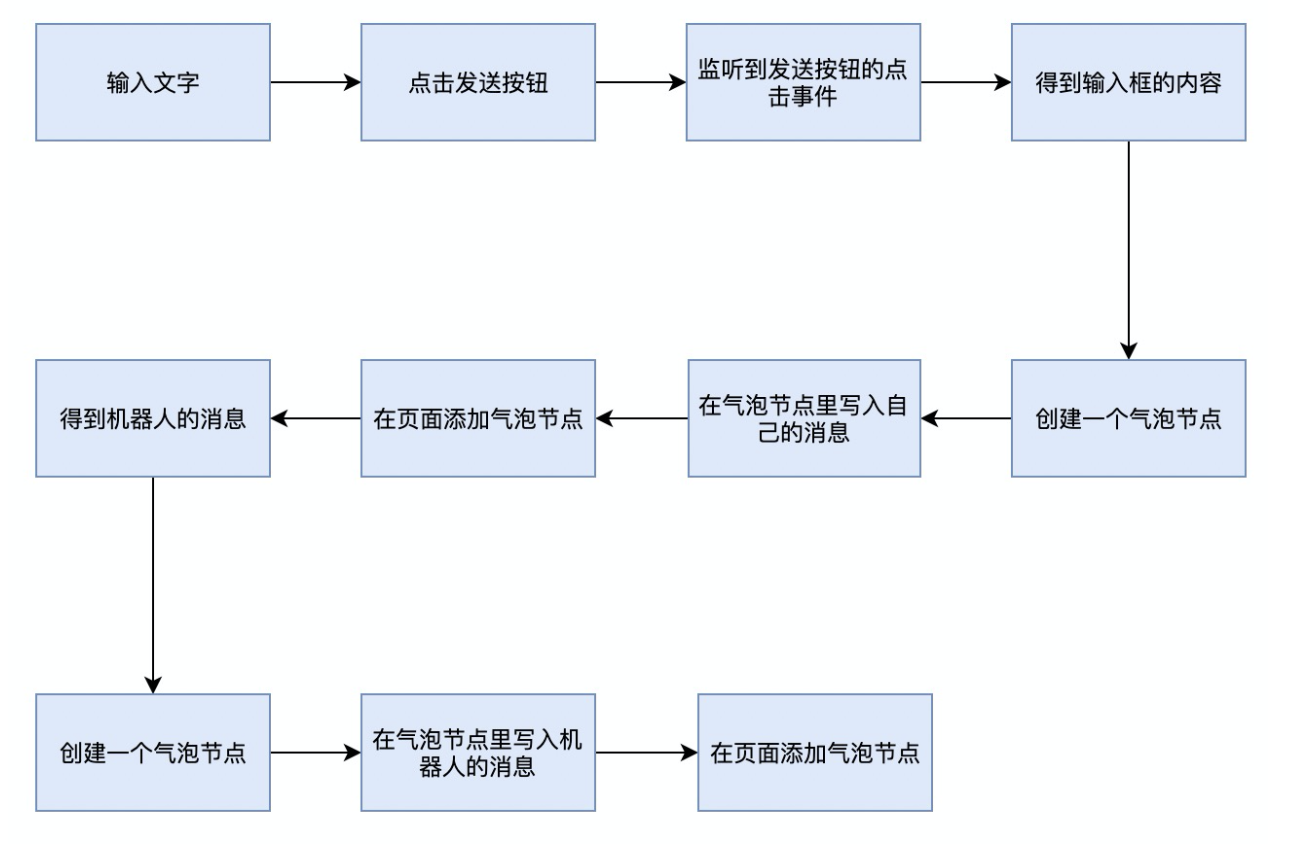 输入文字
点击发送按钮
监听到发送按钮的点
击事件
得到输入框的内容
创建一个气泡节点
在气泡节点里写入自
己的消息
在页面添加气泡节点
得到机器人的消息
创建一个气泡节点
在气泡节点里写入机
器人的消息
在页面添加气泡节点